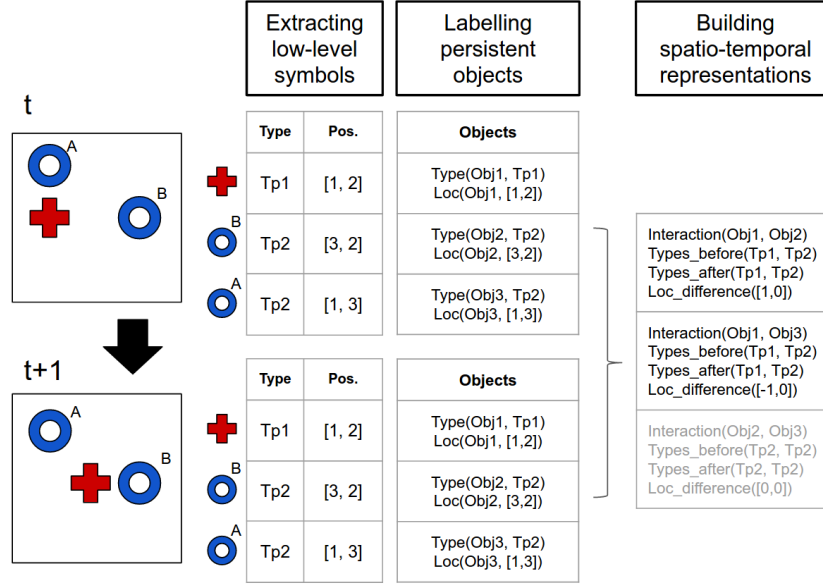 Extracting
low-level
symbols
Labelling
persistent
objects
Building
spatio-temporal
representations
t
A
B
Type Pos. Objects
Tp1 [1, 2] Type(Obj1, Tp1)
Loc(Obj1, [1,2])
B
Tp2 [3, 2] Type(Obj2, Tp2)
Loc(Obj2, [3,2])
A
Tp2 [1, 3] Type(Obj3, Tp2)
Loc(Obj3, [1,3])
t+1
A
B
Type Pos. Objects
Tp1 [1, 2] Type(Obj1, Tp1)
Loc(Obj1, [1,2])
B
Tp2 [3, 2] Type(Obj2, Tp2)
Loc(Obj2, [3,2])
A
Tp2 [1, 3] Type(Obj3, Tp2)
Loc(Obj3, [1,3])
Interaction(Obj1, Obj2)
Types_before(Tp1, Tp2)
Types_after(Tp1, Tp2)
Loc_difference([1,0])
Interaction(Obj1, Obj3)
Types_before(Tp1, Tp2)
Types_after(Tp1, Tp2)
Loc_difference([-1,0])
Interaction(Obj2, Obj3)
Types_before(Tp2, Tp2)
Types_after(Tp2, Tp2)
Loc_difference([0,0])